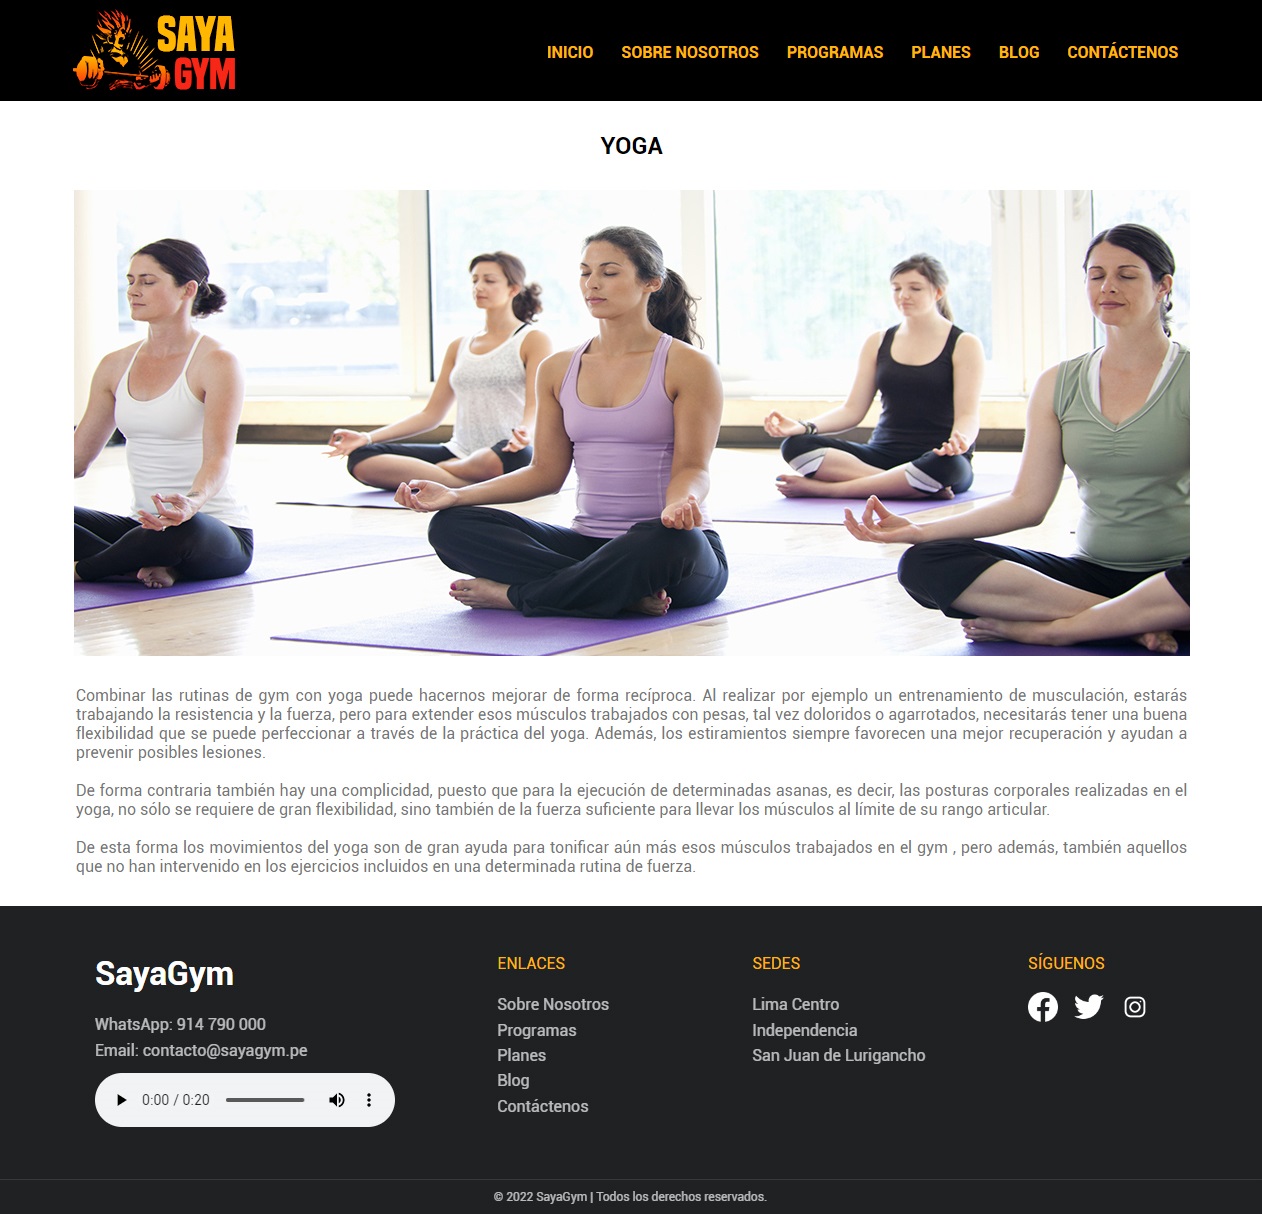 SAYA
GYM
INICIO SOBRE NOSOTROS PROGRAMAS PLANES BLOG CONTÁCTENOS
YOGA
Combinar las rutinas de gym con yoga puede hacernos mejorar de forma recíproca. Al realizar por ejemplo un entrenamiento de musculación, estarás
trabajando la resistencia y la fuerza, pero para extender esos músculos trabajados con pesas, tal vez doloridos o agarrotados, necesitarás tener una buena
flexibilidad que se puede perfeccionar a través de la práctica del yoga. Además, los estiramientos siempre favorecen una mejor recuperación y ayudan a
prevenir posibles lesiones.
De forma contraria también hay una complicidad, puesto que para la ejecución de determinadas asanas, es decir, las posturas corporales realizadas en el
yoga, no sólo se requiere de gran flexibilidad, sino también de la fuerza suficiente para llevar los músculos al límite de su rango articular.
De esta forma los movimientos del yoga son de gran ayuda para tonificar aún más esos músculos trabajados en el gym , pero además, también aquellos
que no han intervenido en los ejercicios incluidos en una determinada rutina de fuerza.
SayaGym
WhatsApp: 914 790 000
Email: contacto@sayagym.pe
0:00 / 0:20
ENLACES
Sobre Nosotros
Programas
Planes
Blog
Contáctenos
SEDES
Lima Centro
Independencia
San Juan de Lurigancho
SÍGUENOS
© 2022 SayaGym | Todos los derechos reservados.